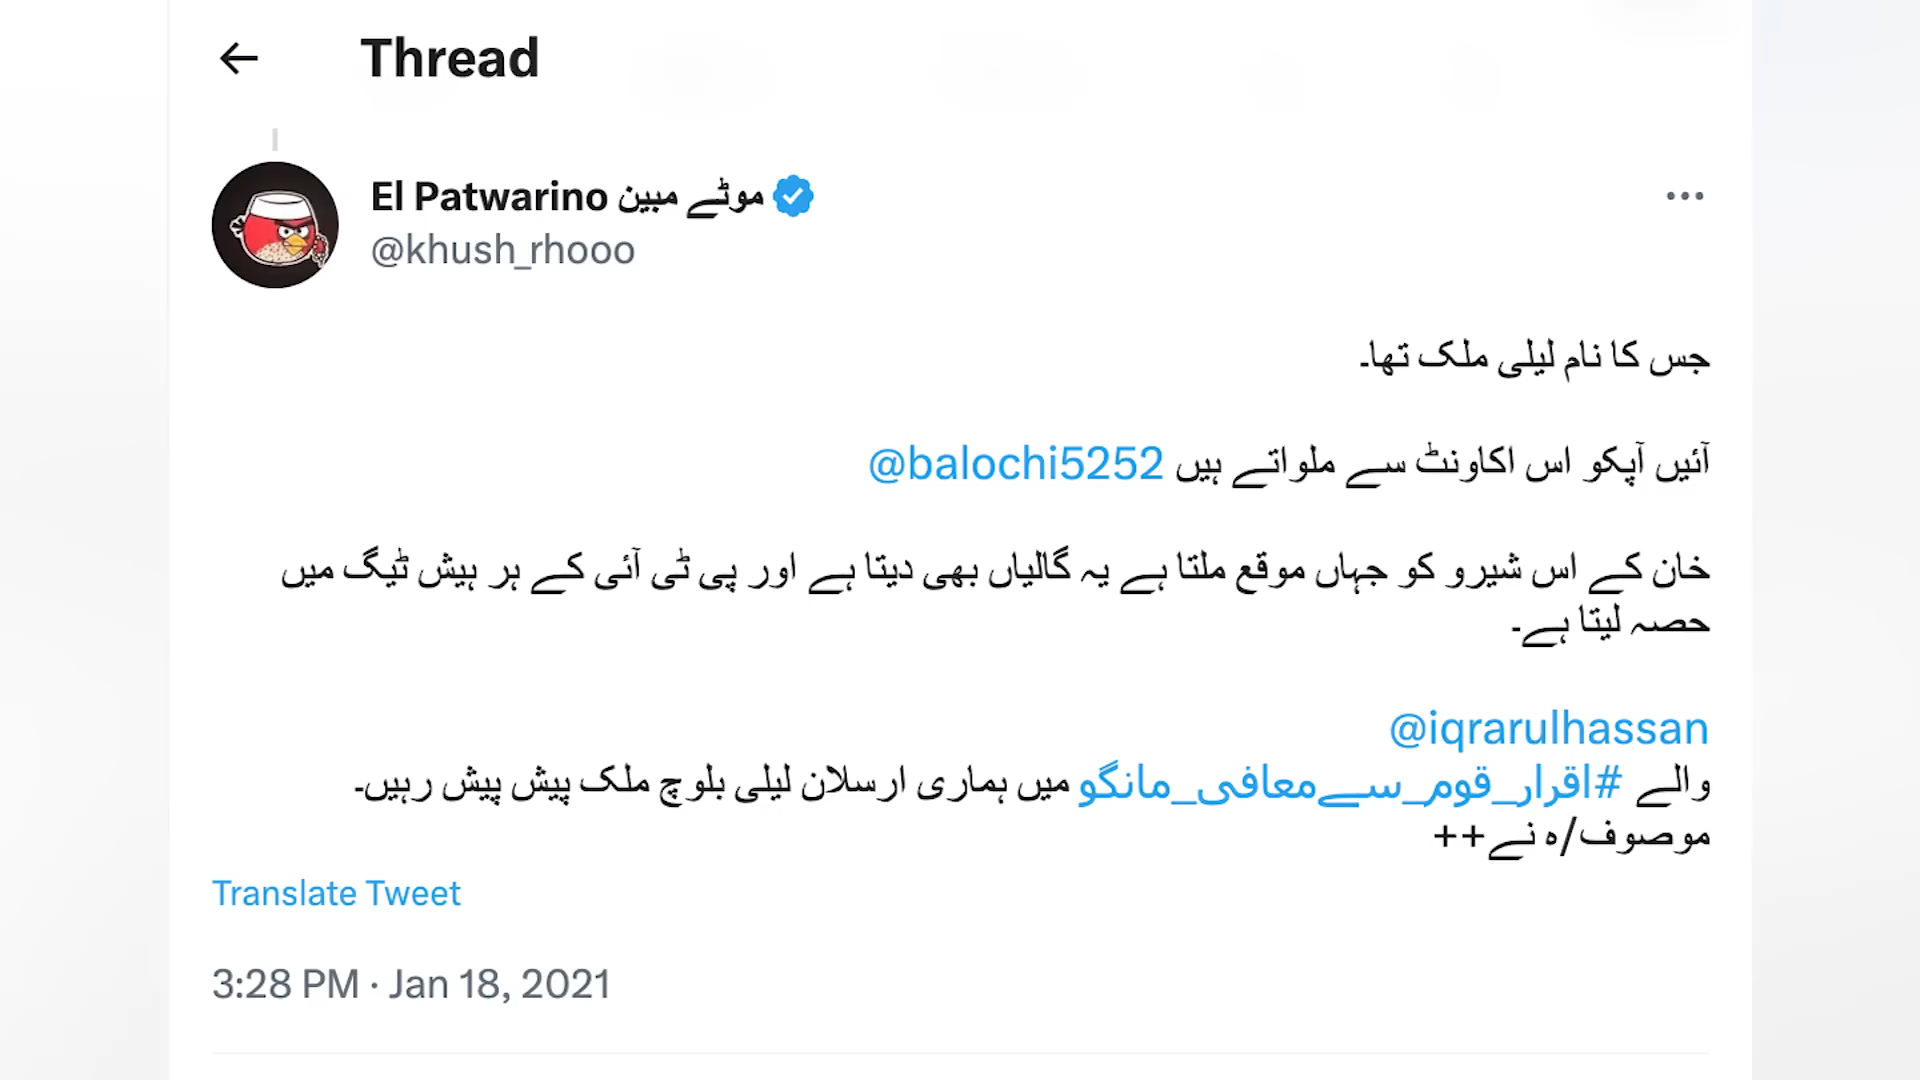 Thread
El Patwarino موٹے مبین
@khush_rhooo
جس کا نام لیلی ملک تھا۔
آئیں آپکو اس اکاونٹ سے ملواتے ہیں @balochi5252
خان کے اس شیرو کو جہاں موقع ملتا ہے یہ گالیاں بھی دیتا ہے اور پی ٹی آئی کے ہر ہیش ٹیگ میں
حصہ لیتا ہے۔
@iqrarulhassan
والے #اقرار_قوم_سے_معافی_مانگو میں ہماری ارسلان لیلی بلوچ ملک پیش پیش رہیں۔
موصوف/ہ نے++
Translate Tweet
3:28 PM · Jan 18, 2021